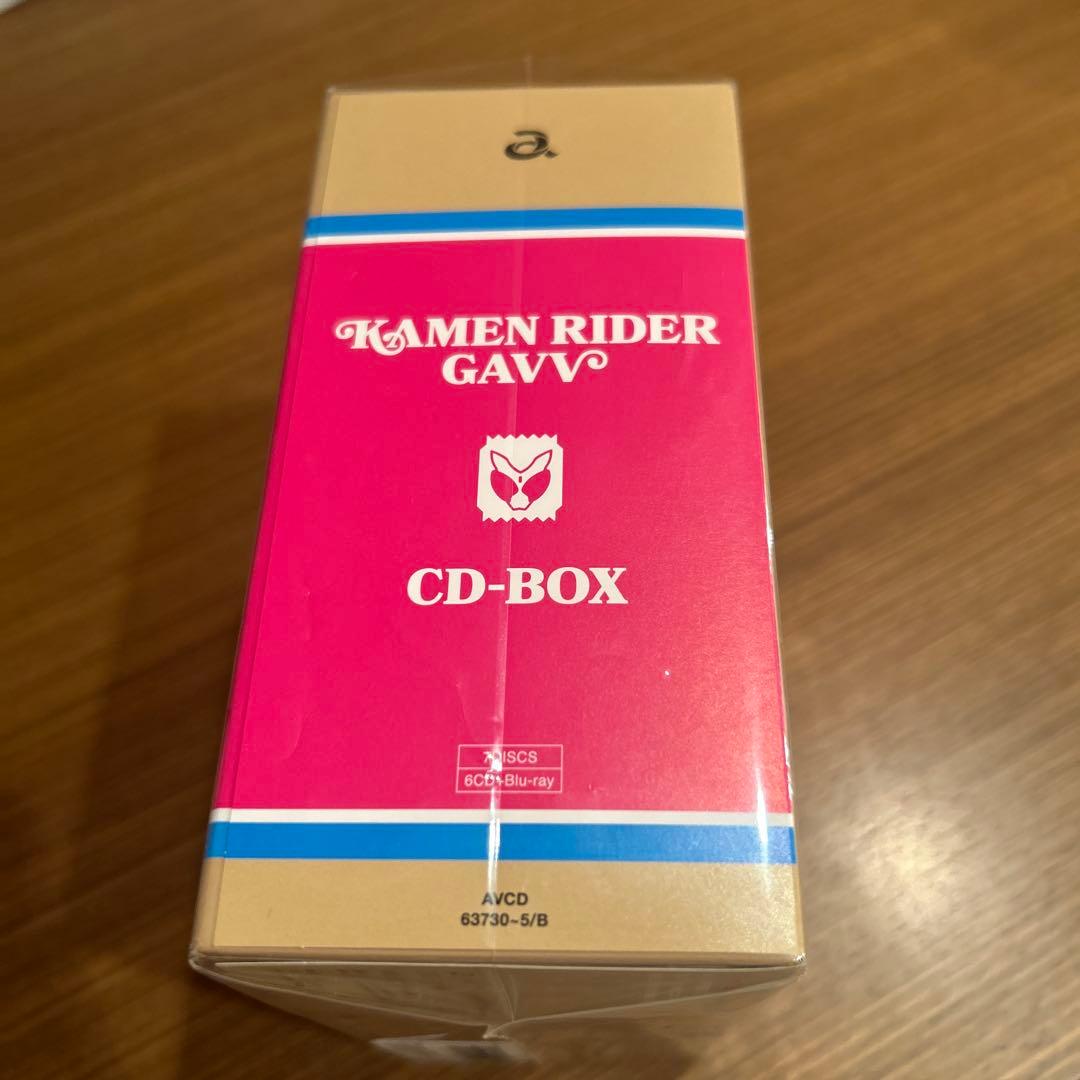 a.
KAMEN RIDER
GAVV
CD-BOX
7DISCS
6CD+Blu-ray
AVCD
63730~5/B